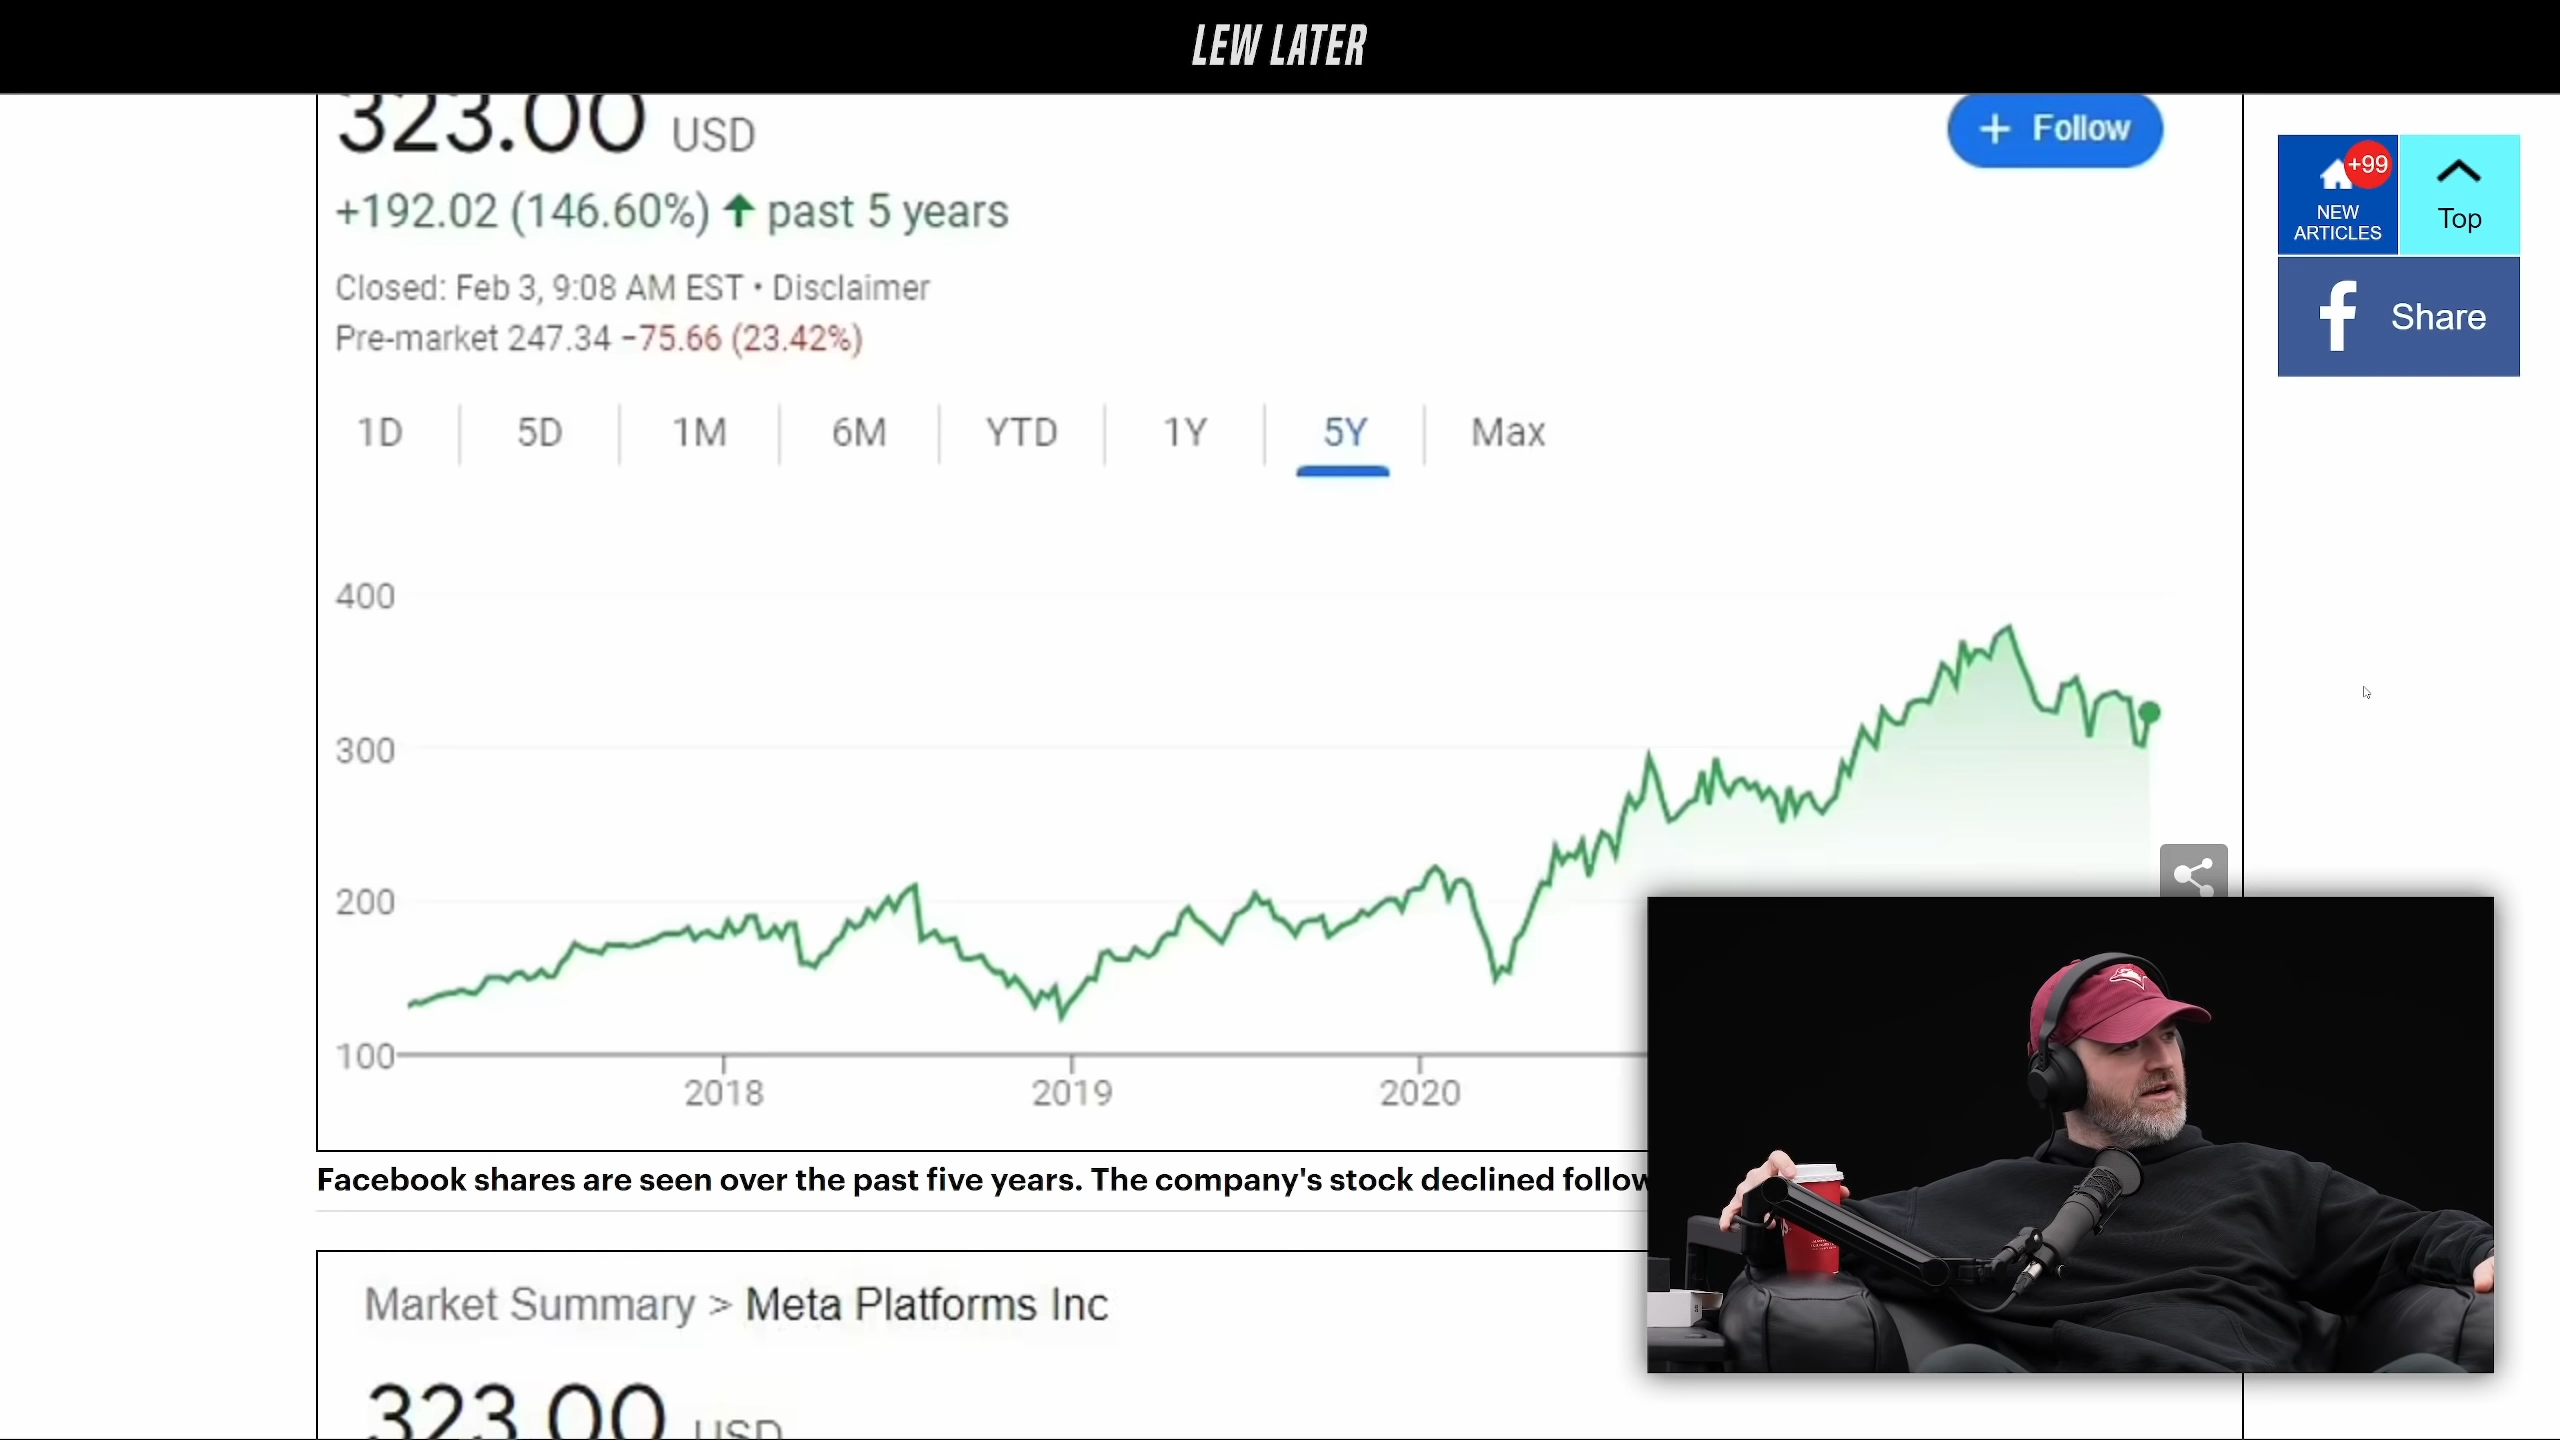 LEW LATER
323.00 USD
+ Follow
+192.02 (146.60%) ↑ past 5 years
Closed: Feb 3, 9:08 AM EST • Disclaimer
Pre-market 247.34 −75.66 (23.42%)
1D 5D 1M 6M YTD 1Y 5Y Max
+99
NEW
ARTICLES
Top
Share
400
300
200
100
2018 2019 2020
Facebook shares are seen over the past five years. The company's stock declined
Market Summary > Meta Platforms Inc
323.00 USD